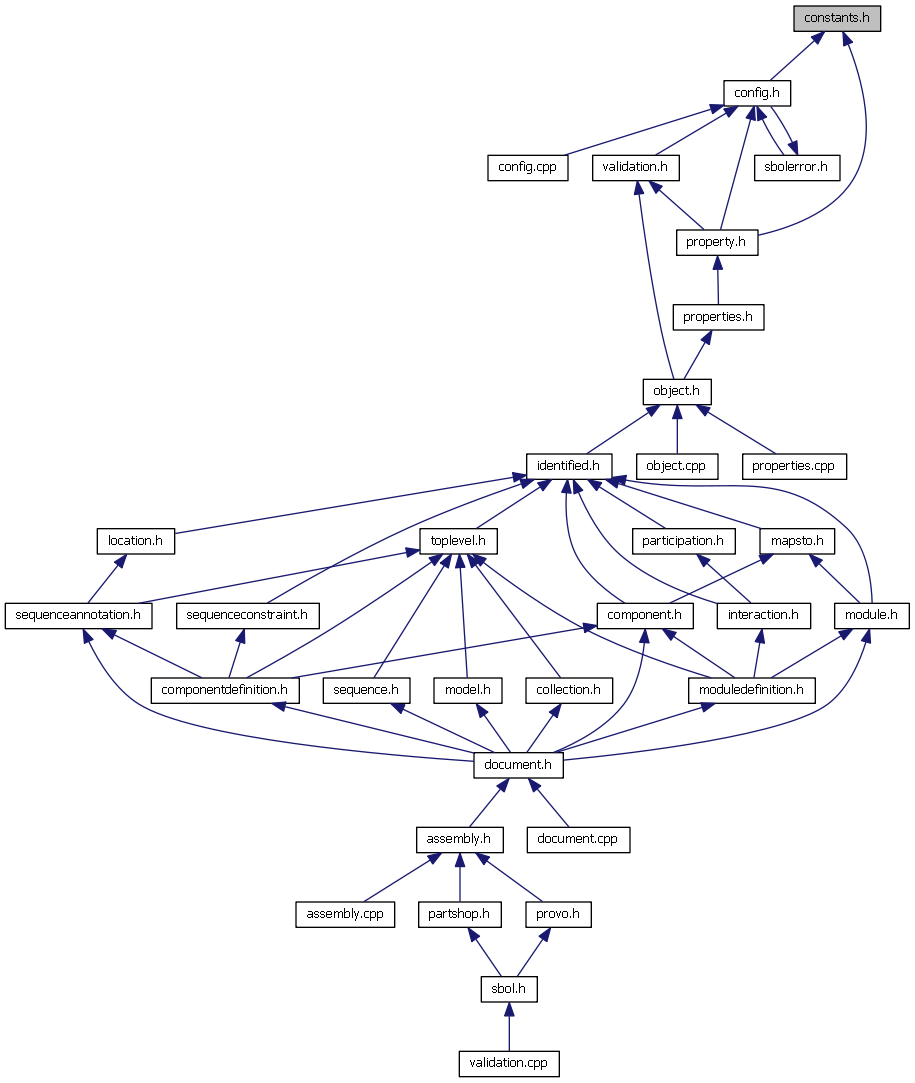 constants.h
config.h
config.cpp
validation.h
sbolerror.h
property.h
properties.h
object.h
identified.h
object.cpp
properties.cpp
location.h
toplevel.h
participation.h
mapsto.h
sequenceannotation.h
sequenceconstraint.h
component.h
interaction.h
module.h
componentdefinition.h
sequence.h
model.h
collection.h
moduledefinition.h
document.h
assembly.h
document.cpp
assembly.cpp
partshop.h
provo.h
sbol.h
validation.cpp